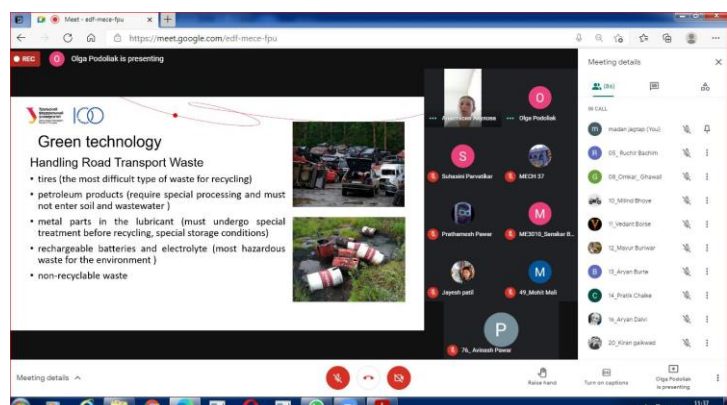 Meet - edf-mece-fpu
https://meet.google.com/edf-mece-fpu
REC
O
Olga Podoliak is presenting
Meeting details
100
Green technology
Handling Road Transport Waste
• tires (the most difficult type of waste for recycling)
• petroleum products (require special processing and must
not enter soil and wastewater )
• metal parts in the lubricant (must undergo special
treatment before recycling, special storage conditions)
• rechargeable batteries and electrolyte (most hazardous
waste for the environment )
• non-recyclable waste
O
Olga Podoliak
S
Suhasini Parvatikar
MECH 37
Prathamesh Pawar
M
Jayesh patil
M
49_Mohit Mali
P
76_ Avinash Pawar
IN CALL
m
madan jagtap (You)
R
05_ Ruchir Bachim
G
08_Omkar_Ghawali
10_Milind Bhoye
V
11_Vedant Borse
12_Mayur Buriwar
B
13_Aryan Burte
C
14_Pratik Chalke
16_Aryan Dalvi
20_Kiran gaikwad
Meeting details
Raise hand
Turn on captions
Olga Podoliak
is presenting
11:37